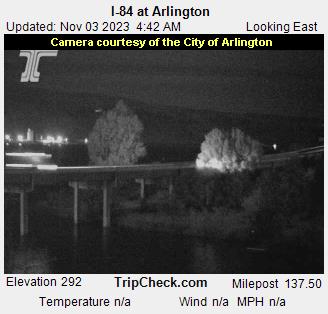 I-84 at Arlington
Updated: Nov 03 2023 4:42 AM Looking East
Camera courtesy of the City of Arlington
Elevation 292 TripCheck.com Milepost 137.50
Temperature n/a Wind n/a MPH n/a